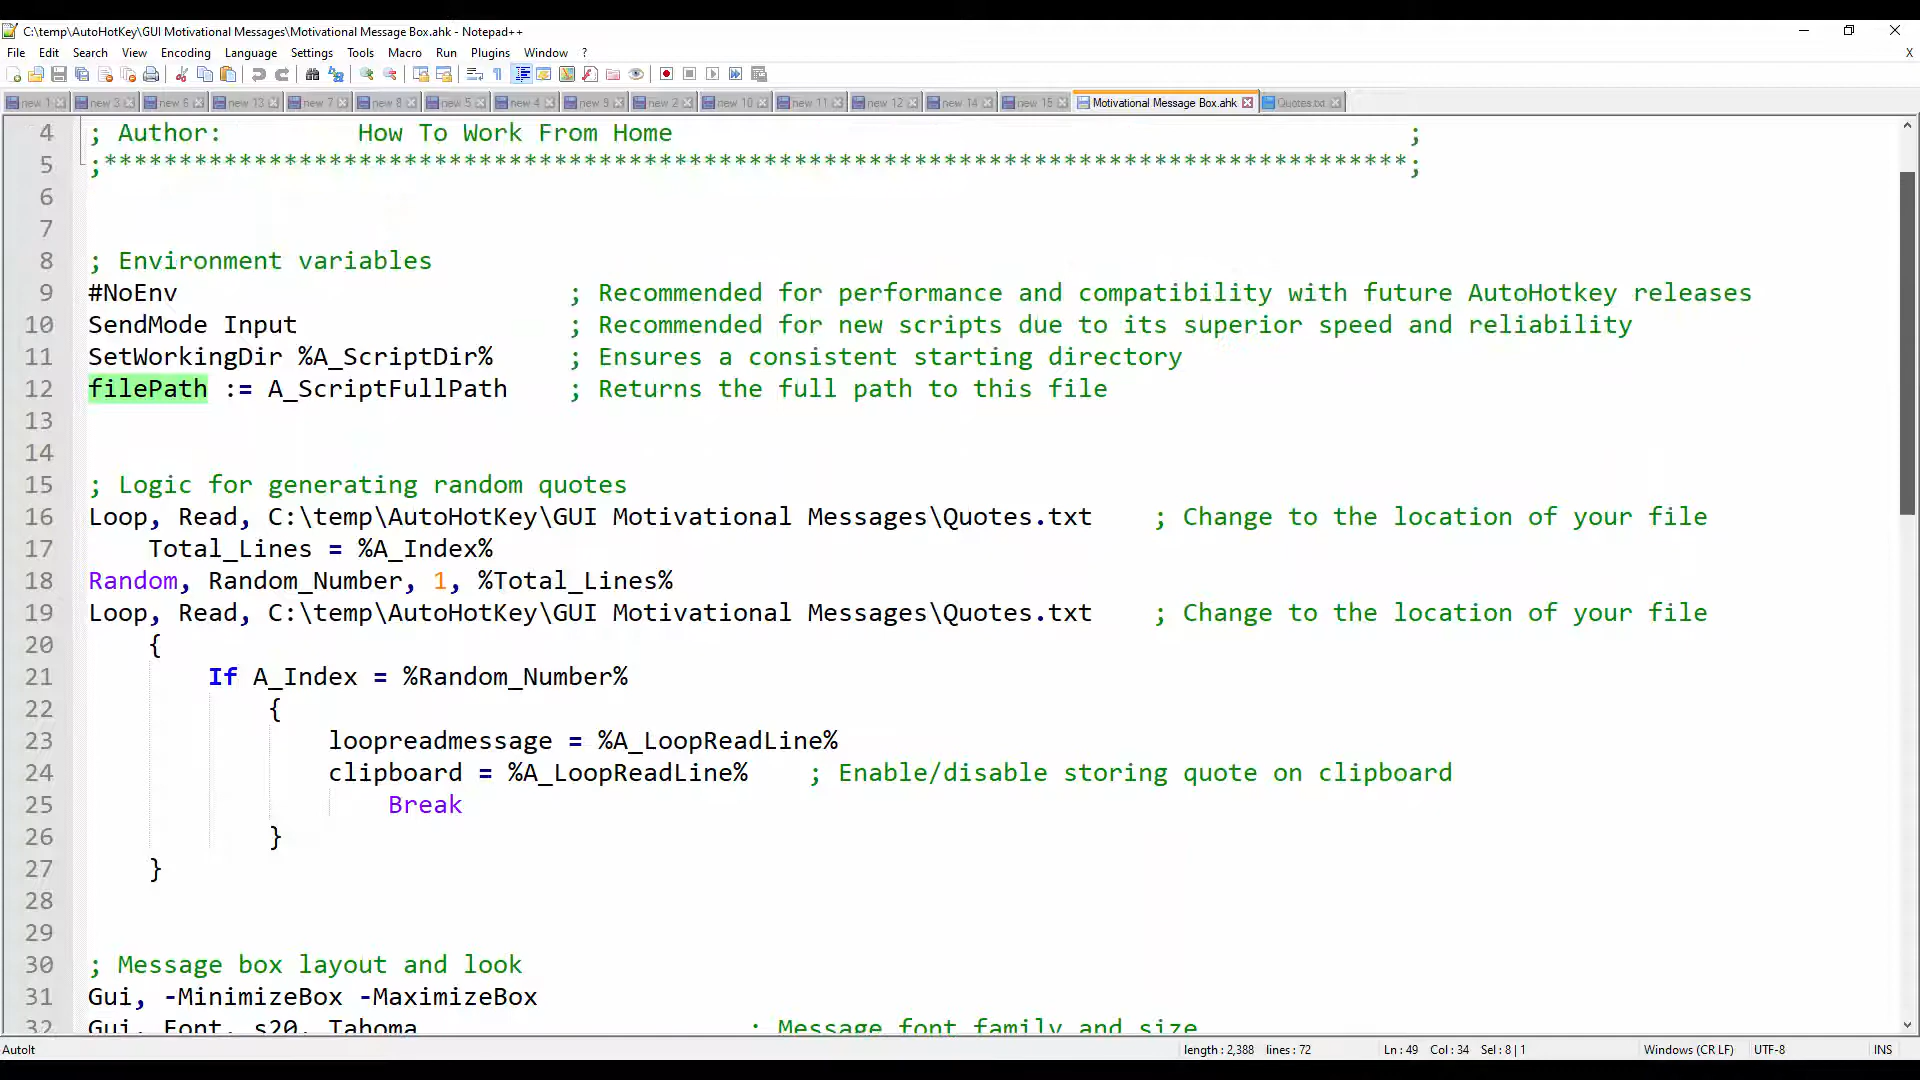 C:\temp\AutoHotKey\GUI Motivational Messages\Motivational Message Box.ahk - Notepad++
File Edit Search View Encoding Language Settings Tools Macro Run Plugins Window ?
X
new 1 new 3 new 6 new 13 new 7 new 8 new 5 new 4 new 9 new 2 new 10 new 11 new 12 new 14 new 15 Motivational Message Box.ahk Quotes.txt
4 ; Author: How To Work From Home ;
5 ;***************************************************************************************;
6
7
8 ; Environment variables
9 #NoEnv ; Recommended for performance and compatibility with future AutoHotkey releases
10 SendMode Input ; Recommended for new scripts due to its superior speed and reliability
11 SetWorkingDir %A_ScriptDir% ; Ensures a consistent starting directory
12 filePath := A_ScriptFullPath ; Returns the full path to this file
13
14
15 ; Logic for generating random quotes
16 Loop, Read, C:\temp\AutoHotKey\GUI Motivational Messages\Quotes.txt ; Change to the location of your file
17 Total_Lines = %A_Index%
18 Random, Random_Number, 1, %Total_Lines%
19 Loop, Read, C:\temp\AutoHotKey\GUI Motivational Messages\Quotes.txt ; Change to the location of your file
20 {
21 If A_Index = %Random_Number%
22 {
23 loopreadmessage = %A_LoopReadLine%
24 clipboard = %A_LoopReadLine% ; Enable/disable storing quote on clipboard
25 Break
26 }
27 }
28
29
30 ; Message box layout and look
31 Gui, -MinimizeBox -MaximizeBox
32 Gui, Font, s20, Tahoma ; Message font family and size
AutoIt length : 2,388 lines : 72 Ln : 49 Col : 34 Sel : 8 | 1 Windows (CR LF) UTF-8 INS